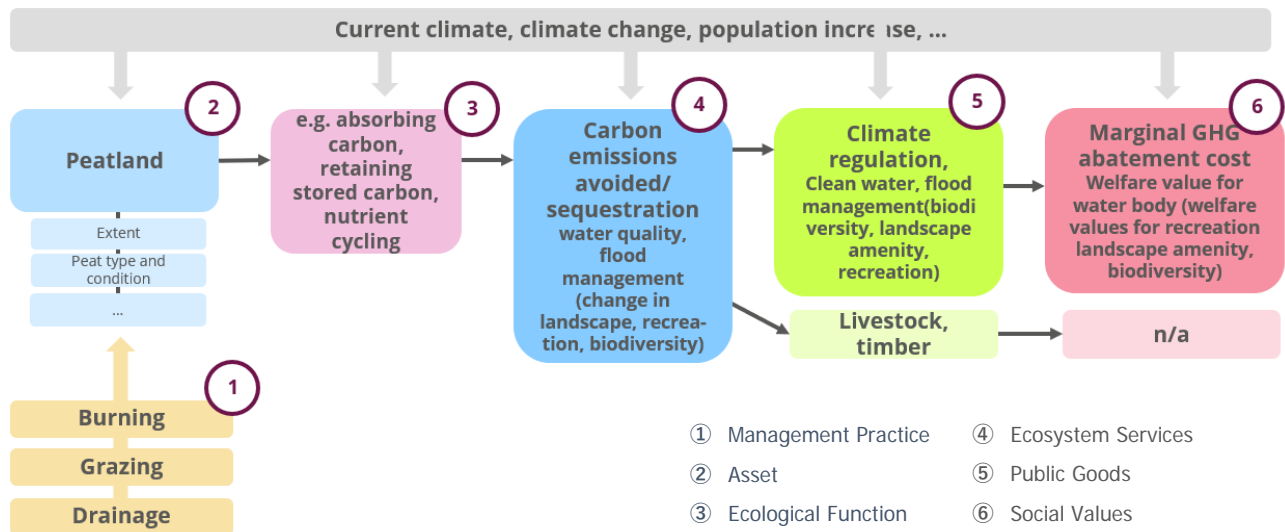 Current climate, climate change, population increase, ...
2
Peatland
Extent
Peat type and
condition
...
1
Burning
Grazing
Drainage
3
e.g. absorbing
carbon,
retaining
stored carbon,
nutrient
cycling
4
Carbon
emissions
avoided/
sequestration
water quality,
flood
management
(change in
landscape, recrea-
tion, biodiversity)
5
Climate
regulation,
Clean water, flood
management(biodi
versity, landscape
amenity,
recreation)
Livestock,
timber
6
Marginal GHG
abatement cost
Welfare value for
water body (welfare
values for recreation
landscape amenity,
biodiversity)
n/a
① Management Practice
② Asset
③ Ecological Function
④ Ecosystem Services
⑤ Public Goods
⑥ Social Values